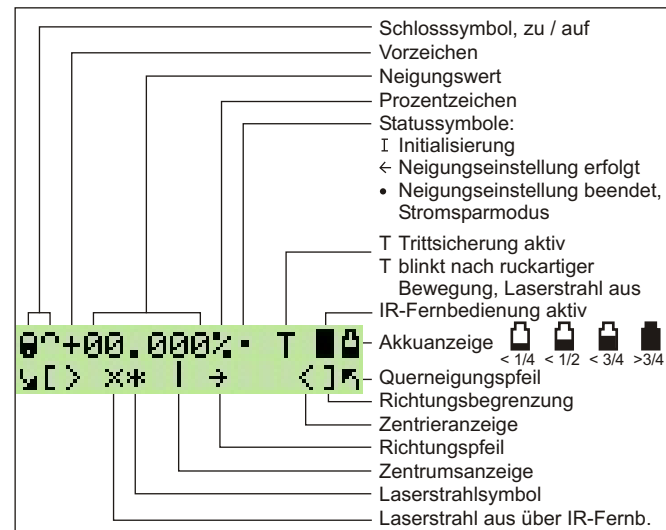 Schlosssymbol, zu / auf
Vorzeichen
Neigungswert
Prozentzeichen
Statussymbole:
I Initialisierung
← Neigungseinstellung erfolgt
• Neigungseinstellung beendet,
Stromsparmodus
T Trittsicherung aktiv
T blinkt nach ruckartiger
Bewegung, Laserstrahl aus
IR-Fernbedienung aktiv
+00.000%· T
Akkuanzeige
< 1/4 < 1/2 < 3/4 >3/4
[> ×* | → <]
Querneigungspfeil
Richtungsbegrenzung
Zentrieranzeige
Richtungspfeil
Zentrumsanzeige
Laserstrahlsymbol
Laserstrahl aus über IR-Fernb.